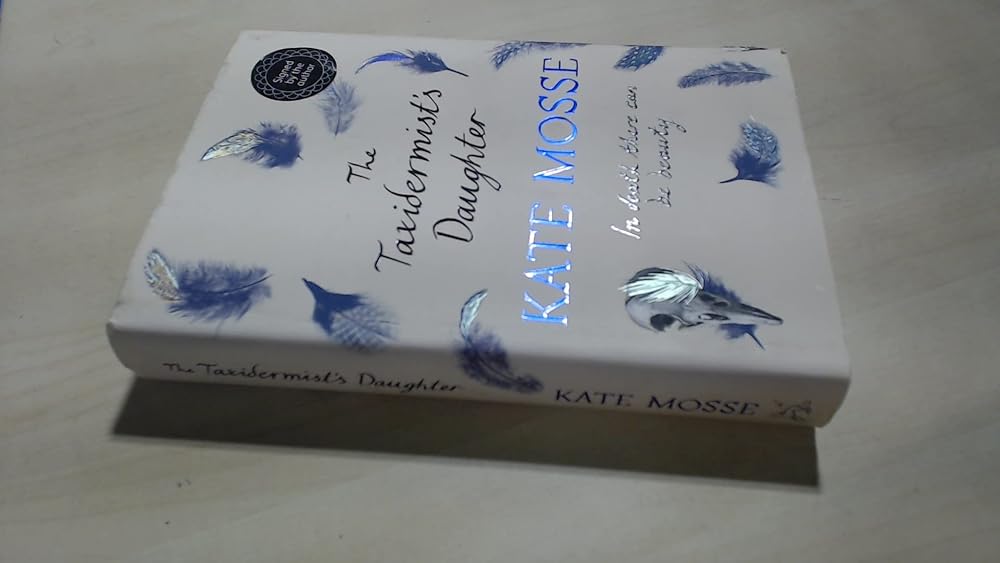 Signed
by the
author
The
Taxidermist's
Daughter
KATE MOSSE
In death there can
be beauty
The Taxidermist's Daughter KATE MOSSE